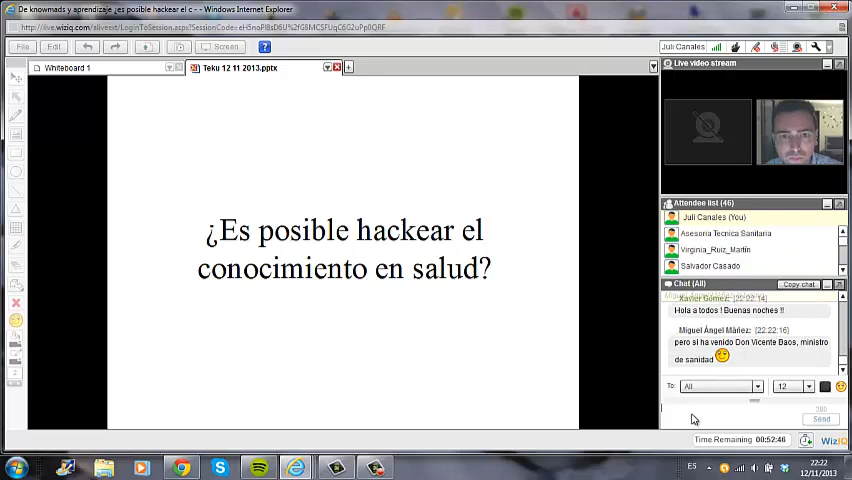 De knowmads y aprendizaje ¿es posible hackear el c - - Windows Internet Explorer
File
Edit
Screen
?
Juli Canales
Whiteboard 1
Teku 12 11 2013.pptx
Live video stream
¿Es posible hackear el
conocimiento en salud?
Attendee list (46)
Juli Canales (You)
Asesoria Tecnica Sanitaria
Virginia_Ruiz_Martín
Salvador Casado
Chat (All)
Copy chat
Xavier Gómez: [22:22:14]
Hola a todos ! Buenas noches !!
Miguel Ángel Máñez: [22:22:16]
pero si ha venido Don Vicente Baos, ministro
de sanidad
To:
All
12
Send
2
Time Remaining 00:52:46
WizIQ
ES
22:22
12/11/2013